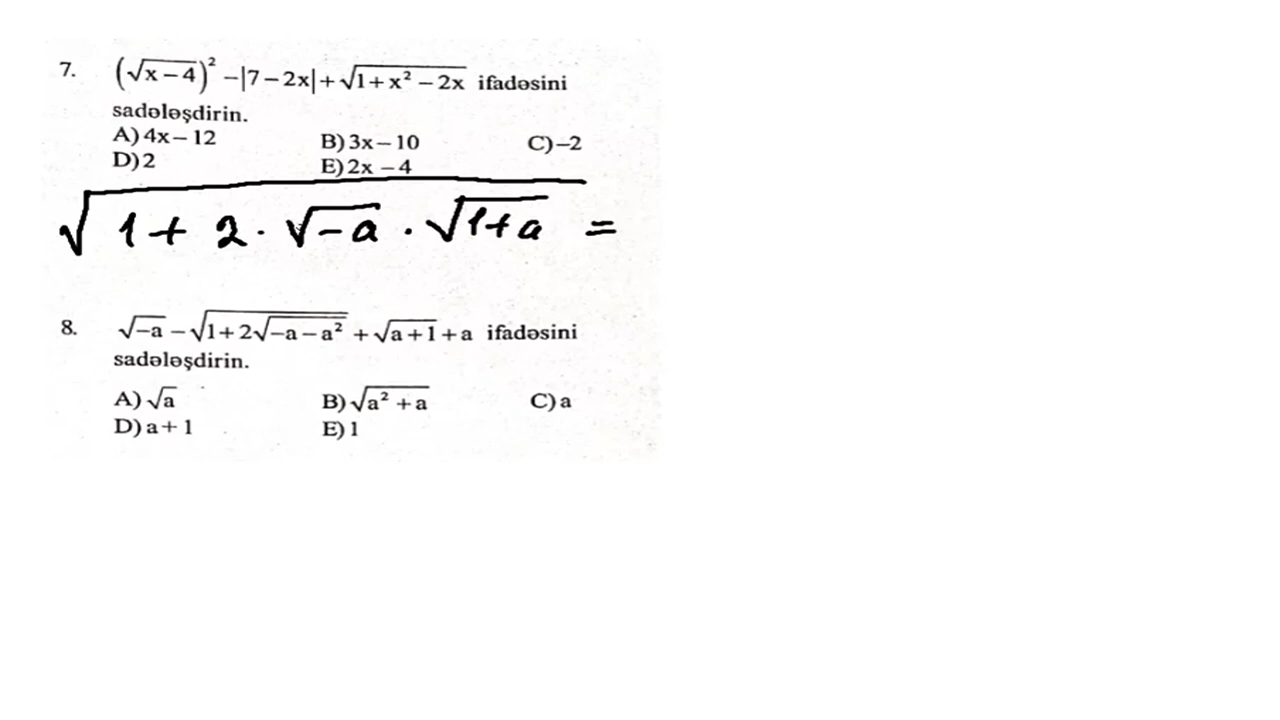 7. (√x−4)² −|7−2x|+√1+x²−2x ifadəsini
sadələşdirin.
A) 4x−12 B) 3x−10 C) −2
D) 2 E) 2x−4
√1+2·√−a·√1+a =
8. √−a −√1+2√−a−a² +√a+1+a ifadəsini
sadələşdirin.
A) √a B) √a²+a C) a
D) a+1 E) 1